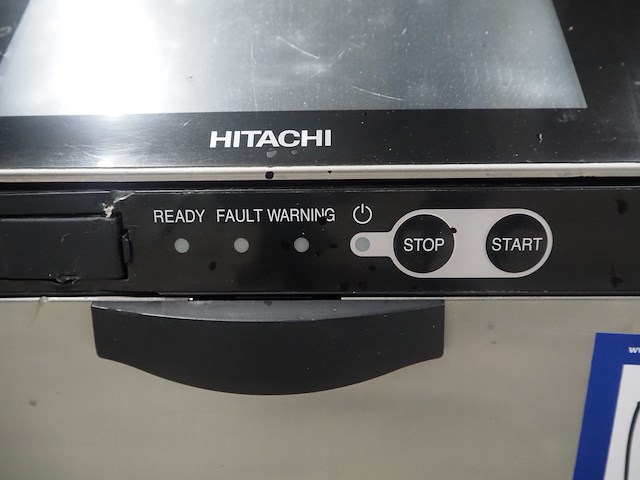 HITACHI
READY FAULT WARNING
STOP START